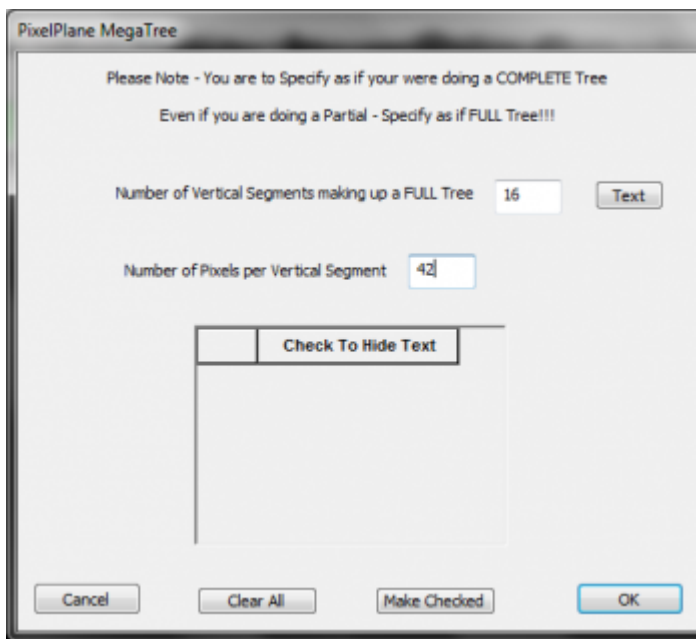 PixelPlane MegaTree
Please Note - You are to Specify as if your were doing a COMPLETE Tree
Even if you are doing a Partial - Specify as if FULL Tree!!!
Number of Vertical Segments making up a FULL Tree 16 Text
Number of Pixels per Vertical Segment 42
Check To Hide Text
Cancel Clear All Make Checked OK